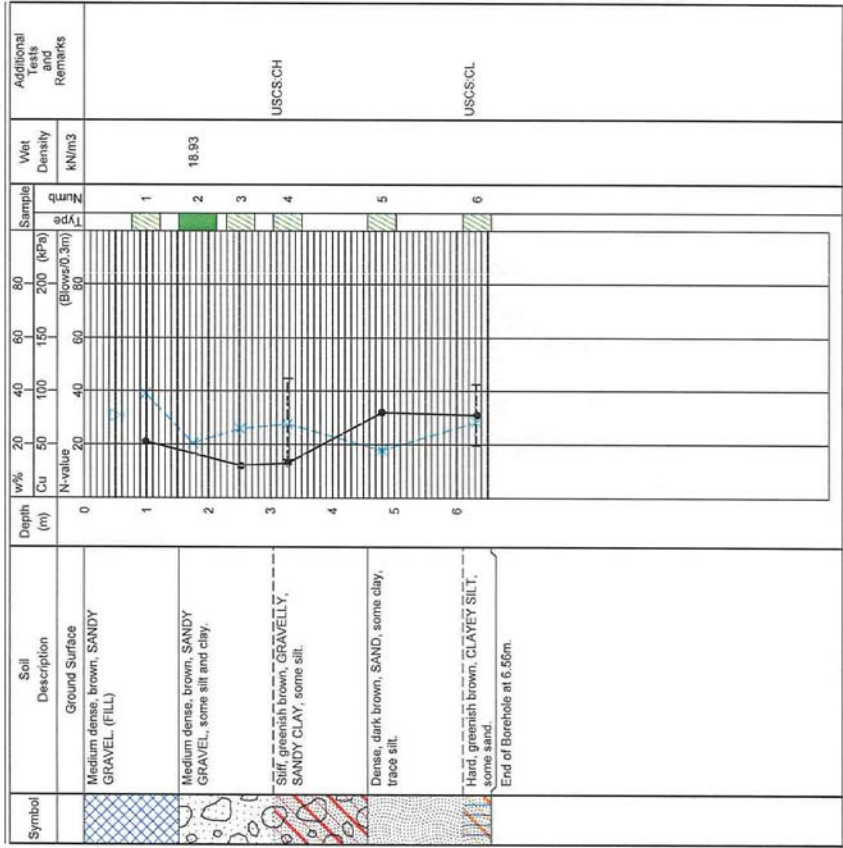 Symbol
Soil
Description
Depth
(m)
w% 20 40 60 80
Cu 50 100 150 200 (kPa)
N-value (Blows/0.3m)
20 40 60 80
Sample
Type
Numb
Wet
Density
kN/m3
Additional
Tests
and
Remarks
Ground Surface
0
Medium dense, brown, SANDY
GRAVEL. (FILL)
1
1
Medium dense, brown, SANDY
GRAVEL, some silt and clay.
2
2
18.93
3
Stiff, greenish brown, GRAVELLY,
SANDY CLAY, some silt.
3
4
USCS:CH
4
Dense, dark brown, SAND, some clay,
trace silt.
5
5
Hard, greenish brown, CLAYEY SILT,
some sand.
6
6
USCS:CL
End of Borehole at 6.56m.